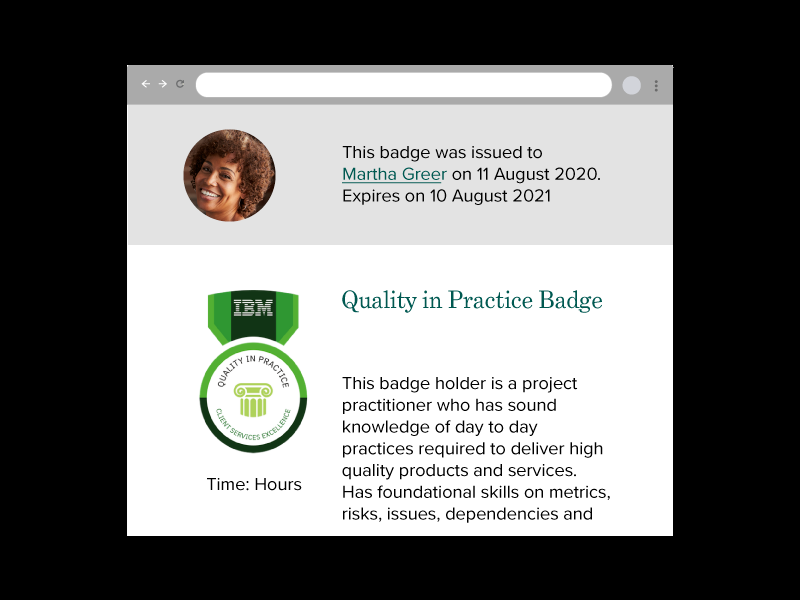 This badge was issued to
Martha Greer on 11 August 2020.
Expires on 10 August 2021
IBM
QUALITY IN PRACTICE
CLIENT SERVICES EXCELLENCE
Time: Hours
Quality in Practice Badge
This badge holder is a project
practitioner who has sound
knowledge of day to day
practices required to deliver high
quality products and services.
Has foundational skills on metrics,
risks, issues, dependencies and